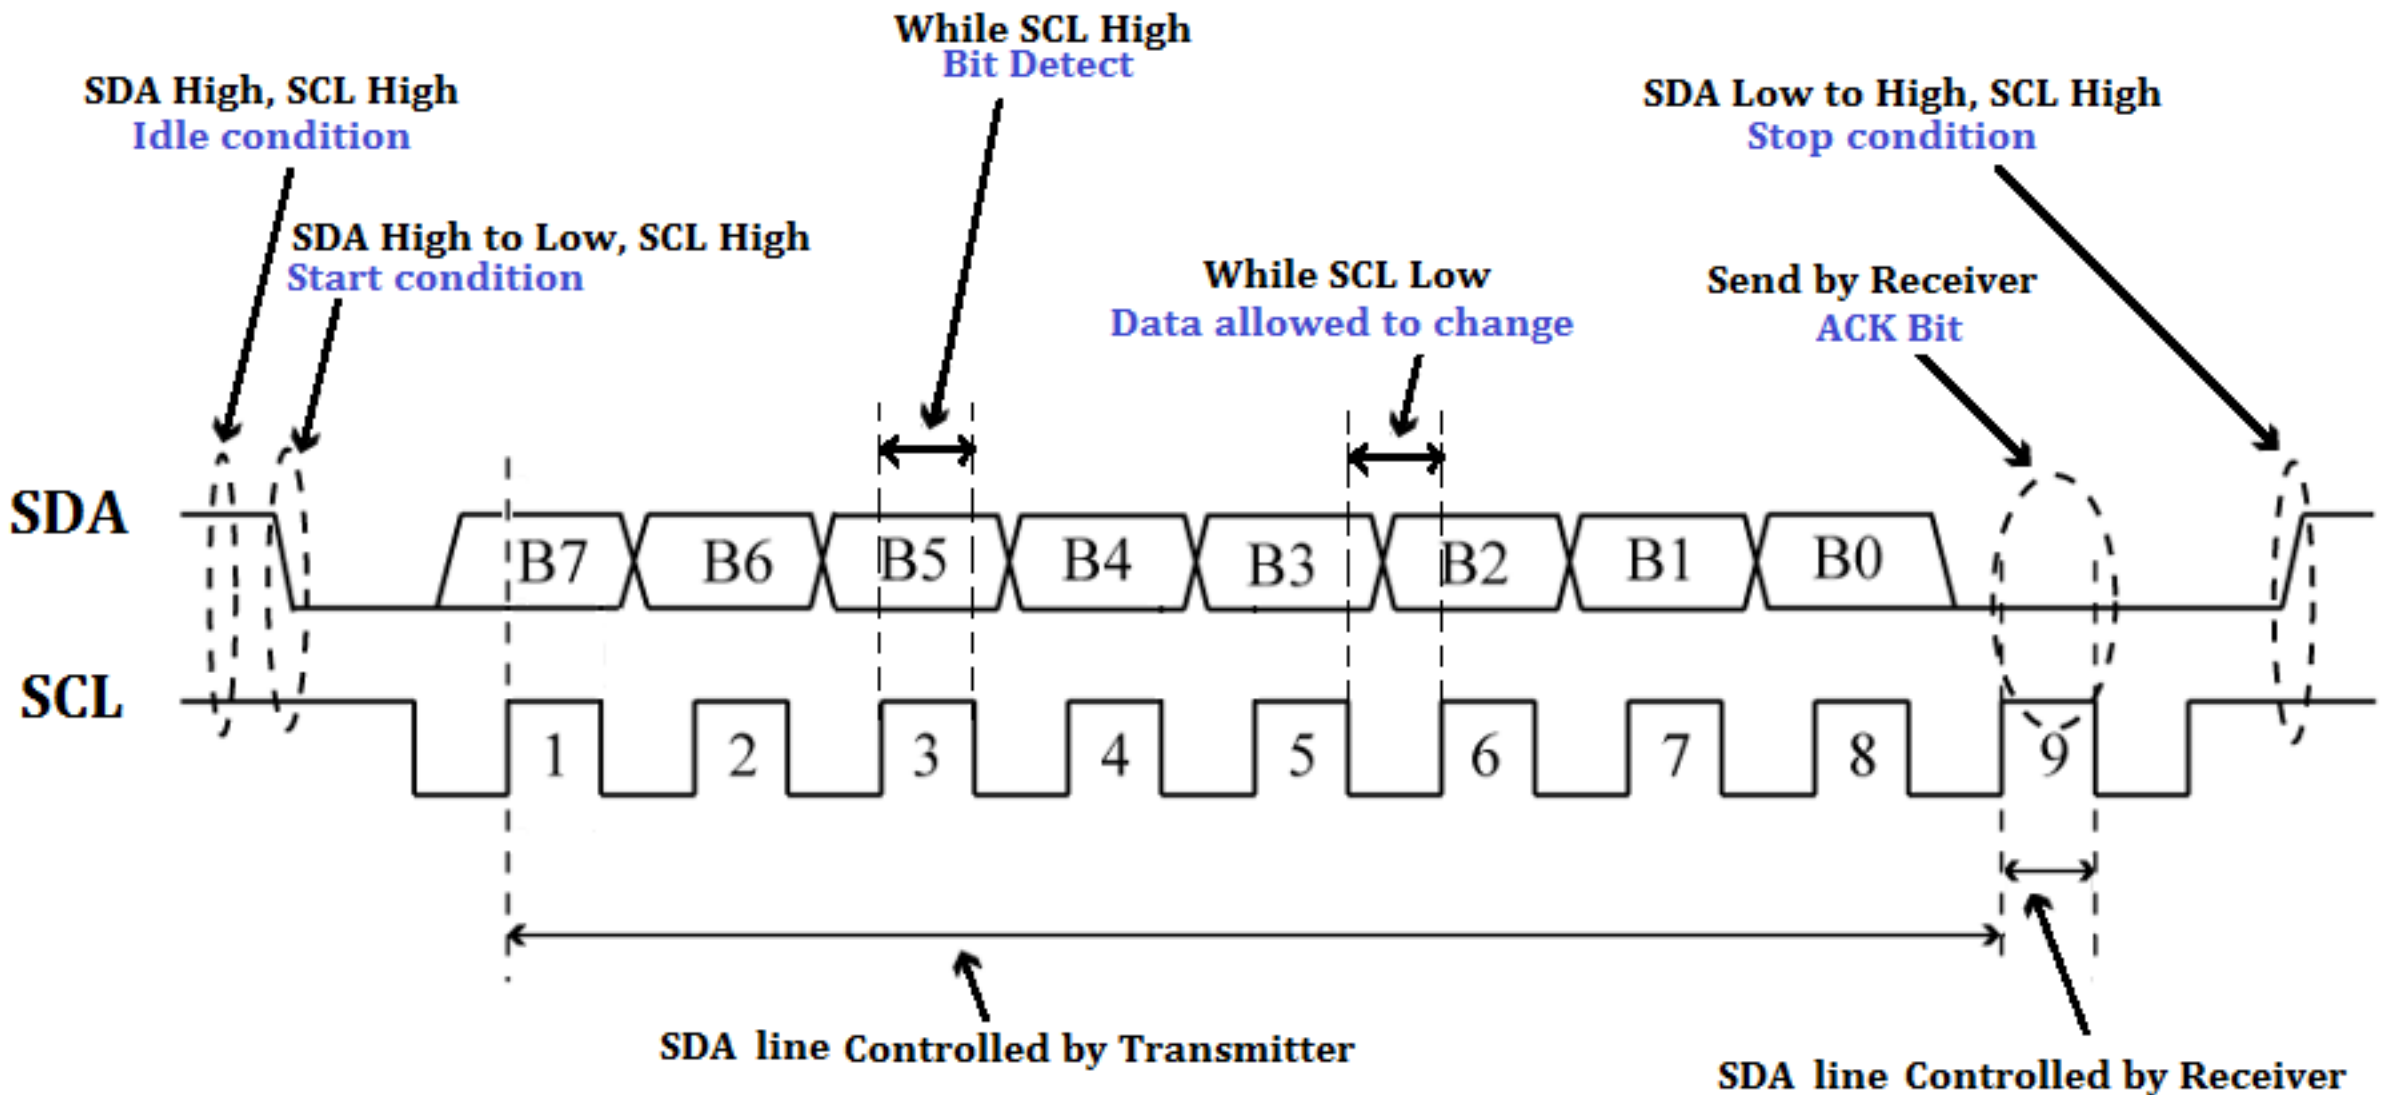 While SCL High
Bit Detect
SDA High, SCL High
Idle condition
SDA Low to High, SCL High
Stop condition
SDA High to Low, SCL High
Start condition
While SCL Low
Data allowed to change
Send by Receiver
ACK Bit
SDA
B7 B6 B5 B4 B3 B2 B1 B0
SCL
1 2 3 4 5 6 7 8 9
SDA line Controlled by Transmitter
SDA line Controlled by Receiver